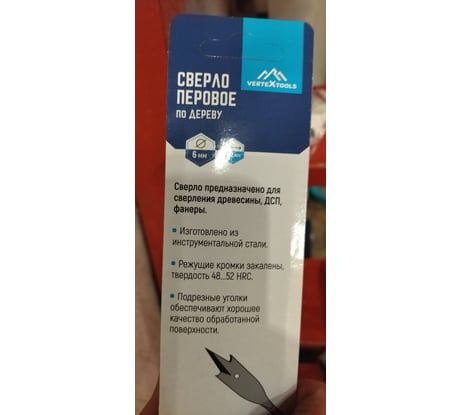 СВЕРЛО
ПЕРОВОЕ
ПО ДЕРЕВУ
VERTEXTOOLS
6 мм
Сверло предназначено для
сверления древесины, ДСП,
фанеры.
Изготовлено из
инструментальной стали.
Режущие кромки закалены,
твердость 48...52 HRC.
Подрезные уголки
обеспечивают хорошее
качество обработанной
поверхности.